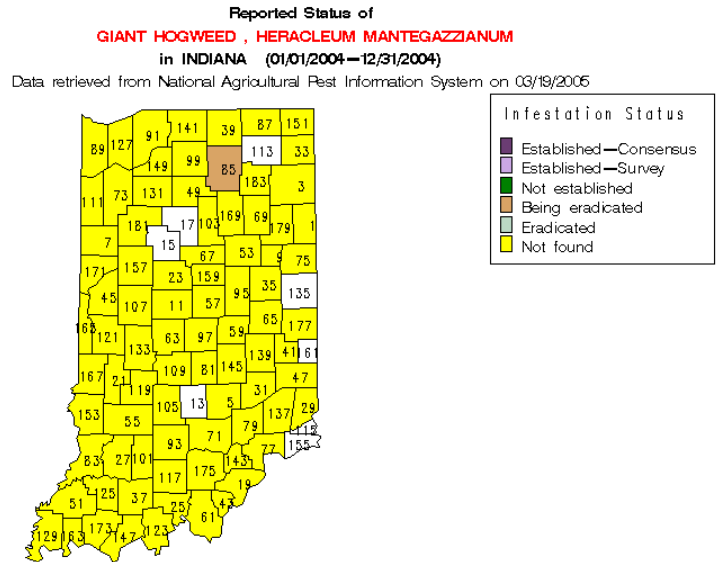 Reported Status of
GIANT HOGWEED , HERACLEUM MANTEGAZZIANUM
in INDIANA (01/01/2004—12/31/2004)
Data retrieved from National Agricultural Pest Information System on 03/19/2005
Infestation Status
Established—Consensus
Established—Survey
Not established
Being eradicated
Eradicated
Not found
89 127 91 141 39 87 151
149 99 85 113 33
111 73 131 49 183 3
181 17 103 169 69 179 1
7 15
171 157 67 53 9 75
45 23 159 35
107 11 57 95 135
165 121 63 97 59 65 177
133 139 41 161
167 21 119 109 81 145 47
153 105 13 5 31 137 29
55 71 79 115
83 27 101 93 77 155
117 175 143
51 125 37 25 43 19
129 163 173 147 123 61